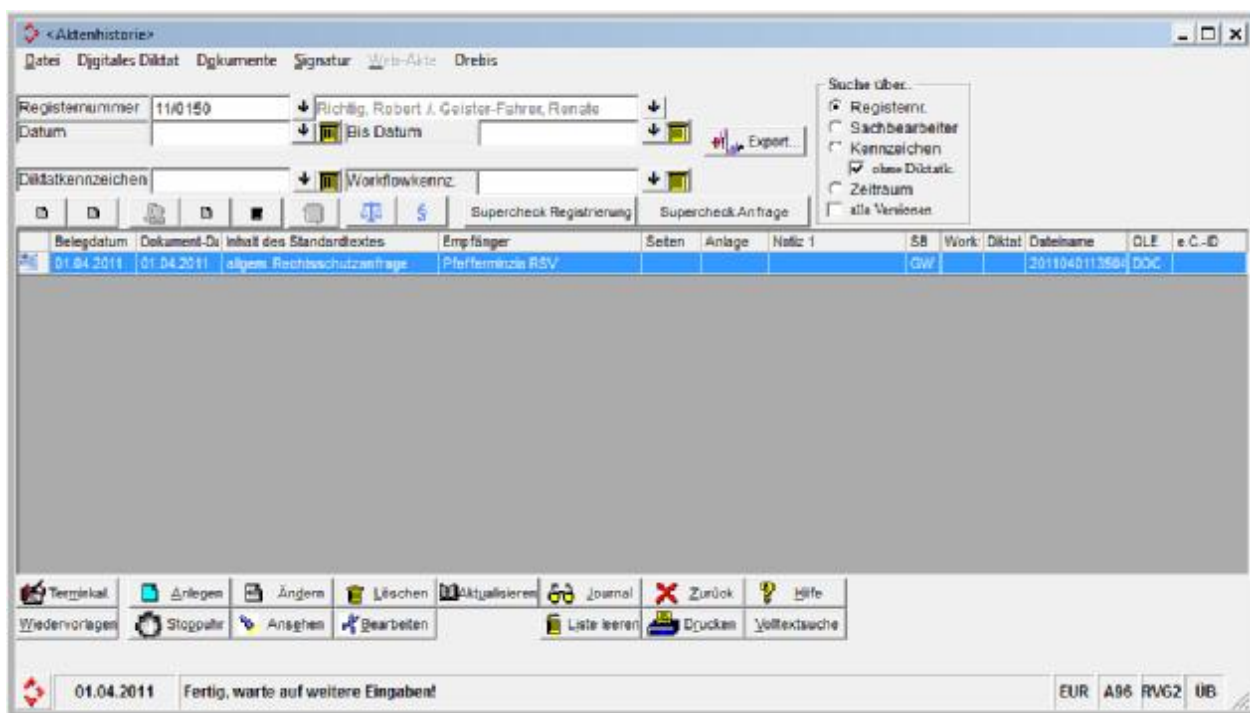 <Aktenhistorie>
Datei Digitales Diktat Dokumente Signatur Web-Akte Drebis
Suche über..
Registernummer 11/0150 Richtig, Robert ./. Geister-Fahrer, Renate Registernr.
Datum Bis Datum Export... Sachbearbeiter
Kennzeichen
ohne Diktatk.
Diktatkennzeichen Workflowkennz. Zeitraum
§ Supercheck Registrierung Supercheck Anfrage alle Versionen
Belegdatum Dokument-Da Inhalt des Standardtextes Empfänger Seiten Anlage Notiz 1 SB Work Diktat Dateiname OLE e.C.-ID
01.04.2011 01.04.2011 allgem. Rechtsschutzanfrage Pfefferminzia RSV GW DOC
Terminkal. Anlegen Ändern Löschen Aktualisieren Journal Zurück Hilfe
Wiedervorlagen Stoppuhr Ansehen Bearbeiten Liste leeren Drucken Volltextsuche
01.04.2011 Fertig, warte auf weitere Eingaben! EUR A96 RVG2 ÜB